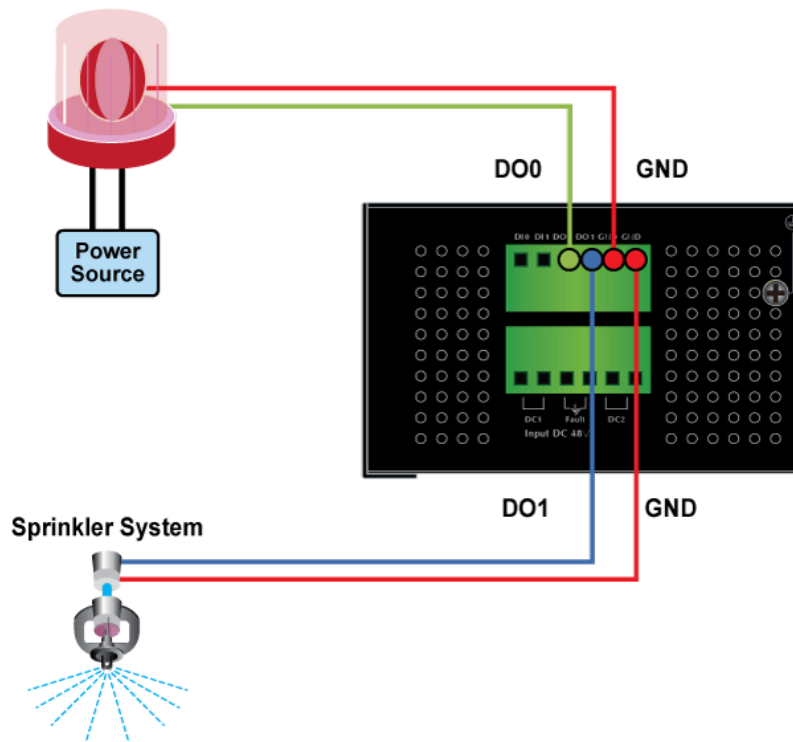 DO0 GND
Power
Source
DI0 DI1 DO0 DO1 GND GND
DC1 Fault DC2
Input DC 48V
DO1 GND
Sprinkler System